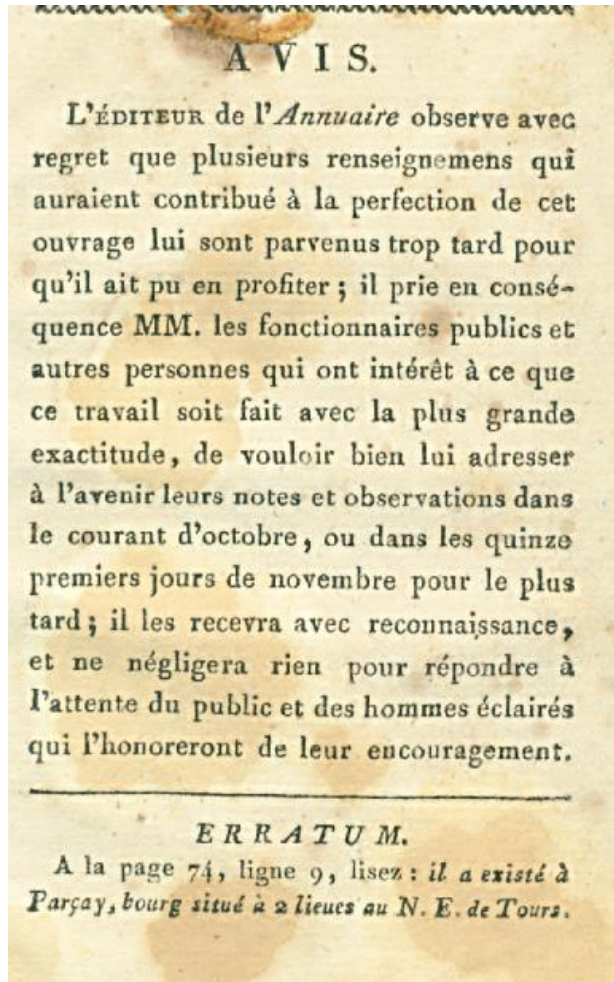 AVIS.
L'ÉDITEUR de l'Annuaire observe avec
regret que plusieurs renseignemens qui
auraient contribué à la perfection de cet
ouvrage lui sont parvenus trop tard pour
qu'il ait pu en profiter ; il prie en consé-
quence MM. les fonctionnaires publics et
autres personnes qui ont intérêt à ce que
ce travail soit fait avec la plus grande
exactitude, de vouloir bien lui adresser
à l'avenir leurs notes et observations dans
le courant d'octobre, ou dans les quinze
premiers jours de novembre pour le plus
tard ; il les recevra avec reconnaissance,
et ne négligera rien pour répondre à
l'attente du public et des hommes éclairés
qui l'honoreront de leur encouragement.
ERRATUM.
A la page 74, ligne 9, lisez : il a existé à
Parçay, bourg situé à 2 lieues au N. E. de Tours.